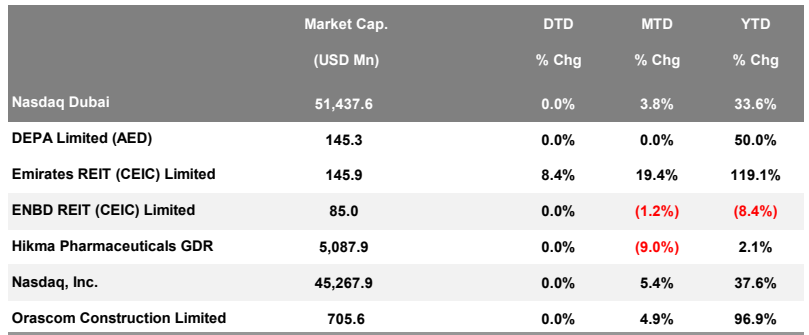 Market Cap. DTD MTD YTD
(USD Mn) % Chg % Chg % Chg
Nasdaq Dubai 51,437.6 0.0% 3.8% 33.6%
DEPA Limited (AED) 145.3 0.0% 0.0% 50.0%
Emirates REIT (CEIC) Limited 145.9 8.4% 19.4% 119.1%
ENBD REIT (CEIC) Limited 85.0 0.0% (1.2%) (8.4%)
Hikma Pharmaceuticals GDR 5,087.9 0.0% (9.0%) 2.1%
Nasdaq, Inc. 45,267.9 0.0% 5.4% 37.6%
Orascom Construction Limited 705.6 0.0% 4.9% 96.9%